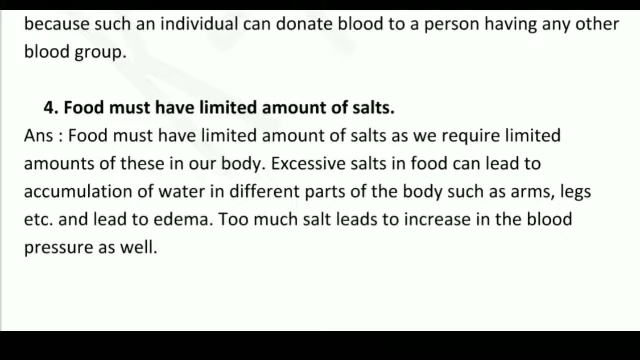 because such an individual can donate blood to a person having any other
blood group.
4. Food must have limited amount of salts.
Ans : Food must have limited amount of salts as we require limited
amounts of these in our body. Excessive salts in food can lead to
accumulation of water in different parts of the body such as arms, legs
etc. and lead to edema. Too much salt leads to increase in the blood
pressure as well.